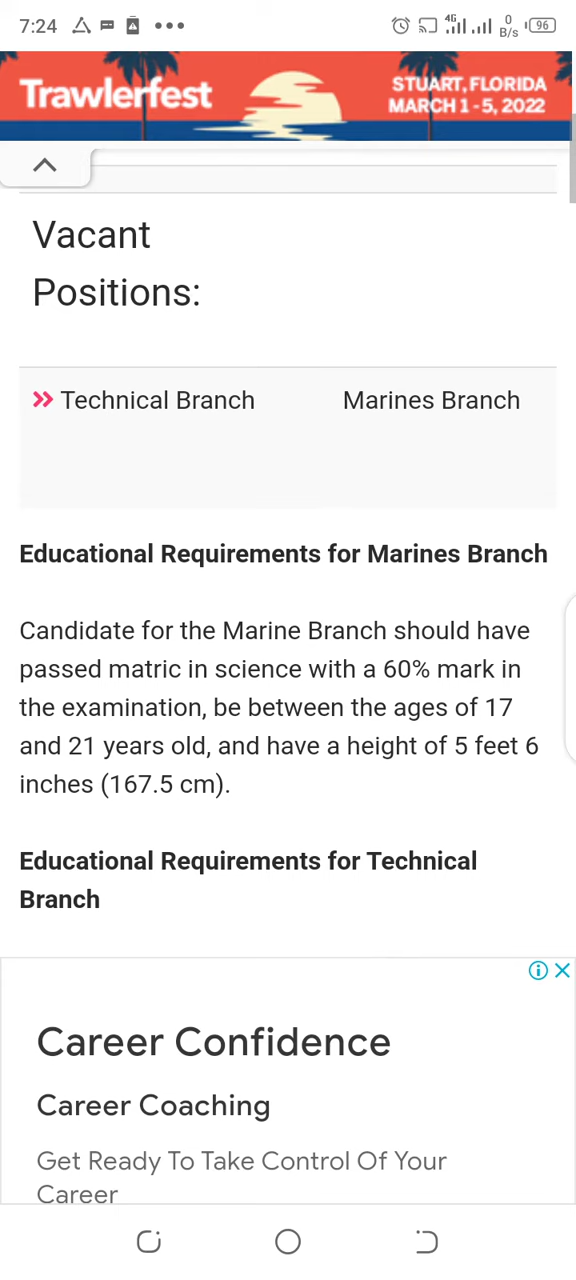 7:24
4G
0
B/s
96
Trawlerfest
STUART, FLORIDA
MARCH 1 - 5, 2022
Vacant
Positions:
Technical Branch Marines Branch
Educational Requirements for Marines Branch
Candidate for the Marine Branch should have
passed matric in science with a 60% mark in
the examination, be between the ages of 17
and 21 years old, and have a height of 5 feet 6
inches (167.5 cm).
Educational Requirements for Technical
Branch
Career Confidence
Career Coaching
Get Ready To Take Control Of Your
Career